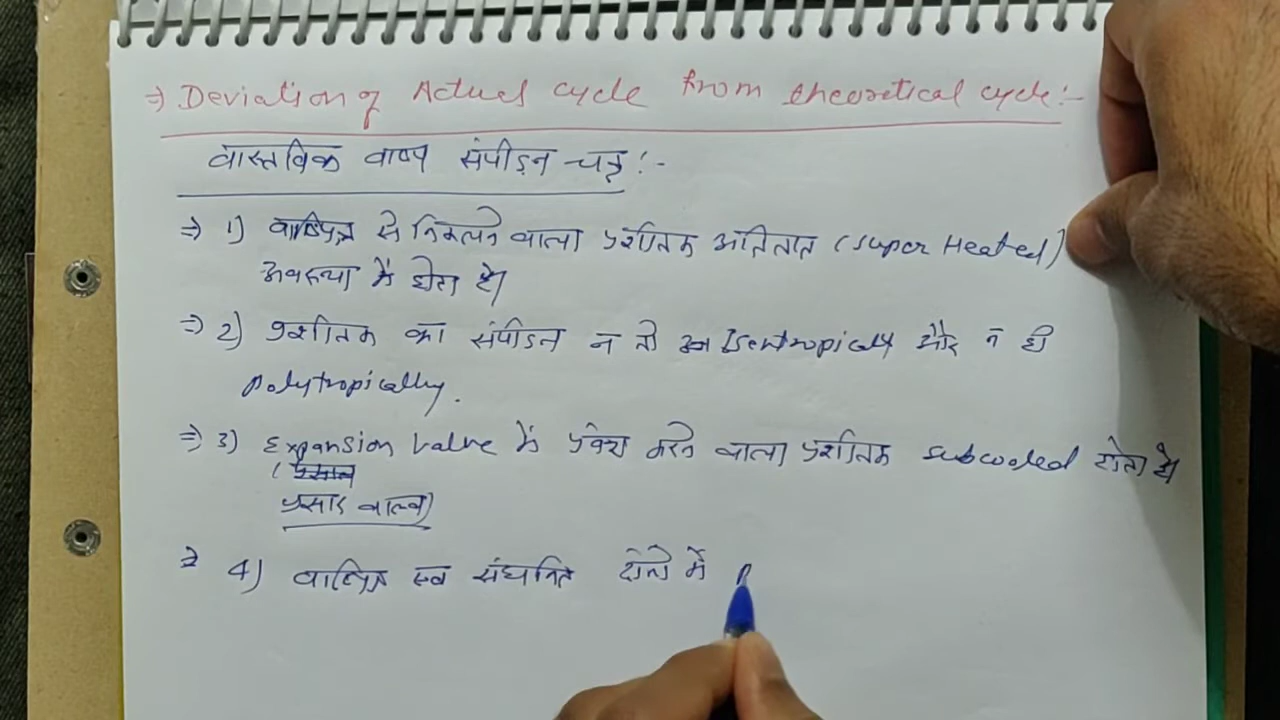 => Deviation of Actual cycle from theoretical cycle:-
वास्तविक वाष्प संपीडन चक्र:-
=> 1) वाष्पित्र से निकलने वाला प्रशीतक अतितप्त (Super Heated)
अवस्था में होता है।
=> 2) प्रशीतक का संपीडन न तो Isentropically और न ही
polytropically.
=> 3) Expansion valve में प्रवेश करने वाला प्रशीतक subcooled होता है।
(प्रसार वाल्व)
=> 4) वाष्पित्र एवं संघनित्र दोनो में